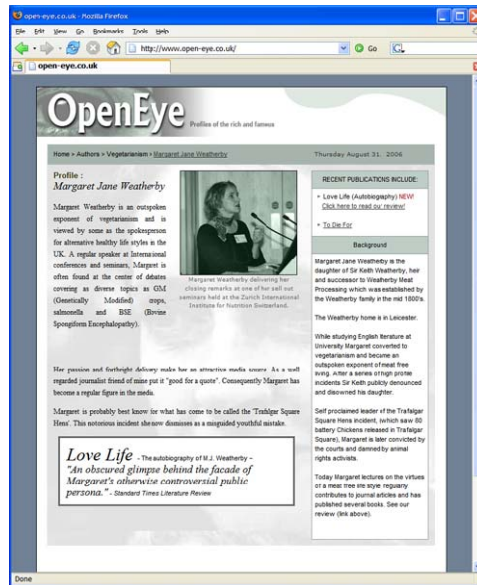 open-eye.co.uk - Mozilla Firefox
File Edit View Go Bookmarks Tools Help
http://www.open-eye.co.uk/
Go
open-eye.co.uk
OpenEye
Profiles of the rich and famous
Home > Authors > Vegetarianism > Margaret Jane Weatherby
Thursday August 31, 2006
Profile :
Margaret Jane Weatherby
Margaret Weatherby is an outspoken
exponent of vegetarianism and is
viewed by some as the spokesperson
for alternative healthy life styles in the
UK. A regular speaker at International
conferences and seminars, Margaret is
often found at the center of debates
covering as diverse topics as GM
(Genetically Modified) crops,
salmonella and BSE (Bovine
Spongiform Encephalopathy).
Margaret Weatherby delivering her
closing remarks at one of her sell out
seminars held at the Zurich International
Institute for Nutrition Switzerland.
Her passion and forthright delivery make her an attractive media source. As a well
regarded journalist friend of mine put it "good for a quote". Consequently Margaret has
become a regular figure in the media.
Margaret is probably best know for what has come to be called the 'Trafalgar Square
Hens'. This notorious incident she now dismisses as a misguided youthful mistake.
Love Life - The autobiography of M.J. Weatherby –
"An obscured glimpse behind the facade of
Margaret's otherwise controversial public
persona." - Standard Times Literature Review
RECENT PUBLICATIONS INCLUDE:
Love Life (Autobiography) NEW!
Click here to read our review!
To Die For
Background
Margaret Jane Weatherby is the
daughter of Sir Keith Weatherby, heir
and successor to Weatherby Meat
Processing which was established by
the Weatherby family in the mid 1800's.
The Weatherby home is in Leicester.
While studying English literature at
University Margaret converted to
vegetarianism and became an
outspoken exponent of meat free
living. After a series of high profile
incidents Sir Keith publicly denounced
and disowned his daughter.
Self proclaimed leader of the Trafalgar
Square Hens incident, (which saw 80
battery Chickens released in Trafalgar
Square), Margaret is later convicted by
the courts and damned by animal
rights activists.
Today Margaret lectures on the virtues
of a meat free life style regularly
contributes to journal articles and has
published several books. See our
review (link above).
Done